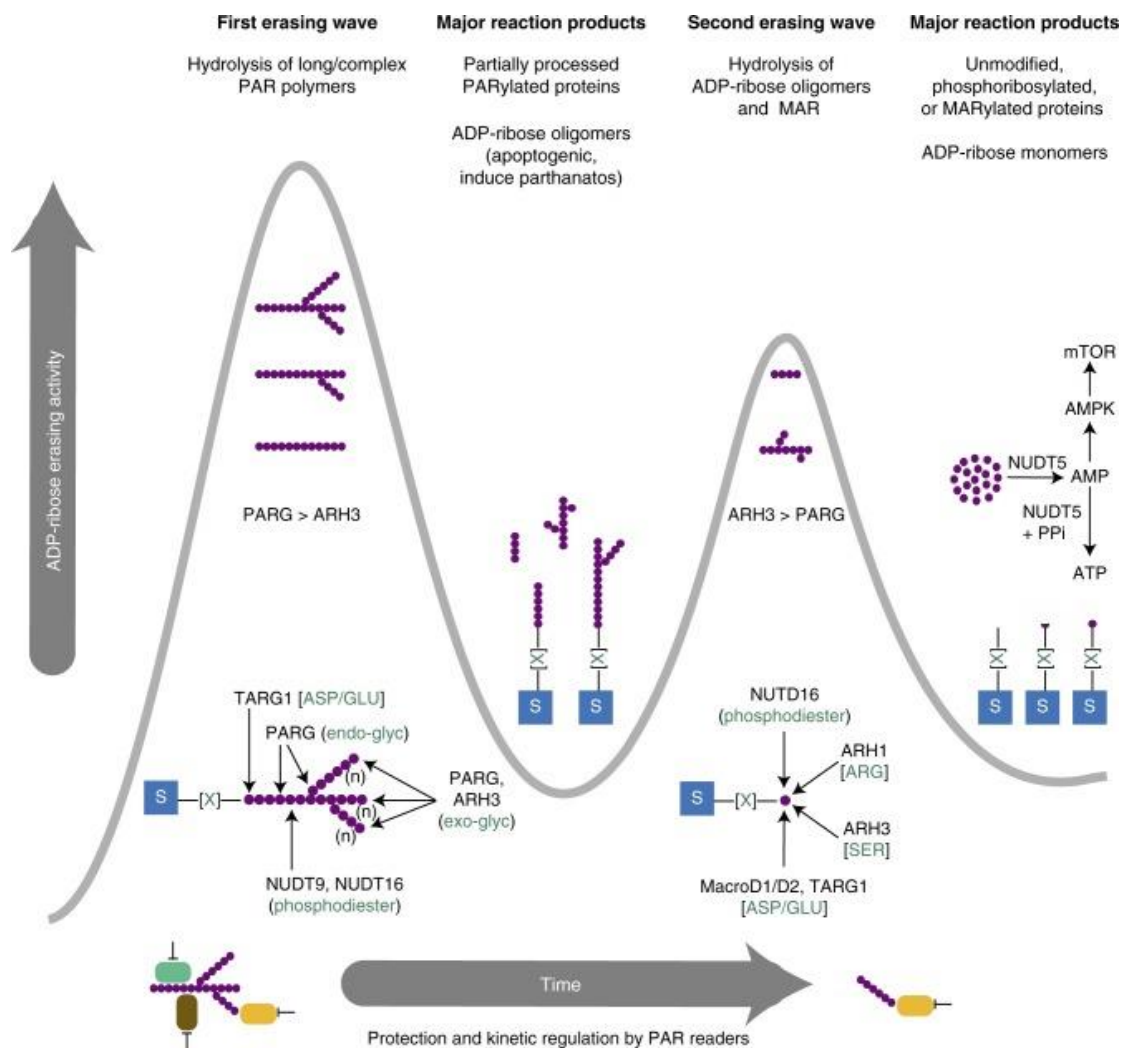 First erasing wave
Hydrolysis of long/complex
PAR polymers
Major reaction products
Partially processed
PARylated proteins
ADP-ribose oligomers
(apoptogenic,
induce parthanatos)
Second erasing wave
Hydrolysis of
ADP-ribose oligomers
and MAR
Major reaction products
Unmodified,
phosphoribosylated,
or MARylated proteins
ADP-ribose monomers
ADP-ribose erasing activity
PARG > ARH3
ARH3 > PARG
mTOR
AMPK
NUDT5
AMP
NUDT5
+ PPi
ATP
[X]
[X]
S
S
[X]
[X]
[X]
S
S
S
TARG1 [ASP/GLU]
PARG (endo-glyc)
S
[X]
(n)
(n)
(n)
PARG,
ARH3
(exo-glyc)
NUDT9, NUDT16
(phosphodiester)
NUTD16
(phosphodiester)
ARH1
[ARG]
S
[X]
ARH3
[SER]
MacroD1/D2, TARG1
[ASP/GLU]
Time
Protection and kinetic regulation by PAR readers